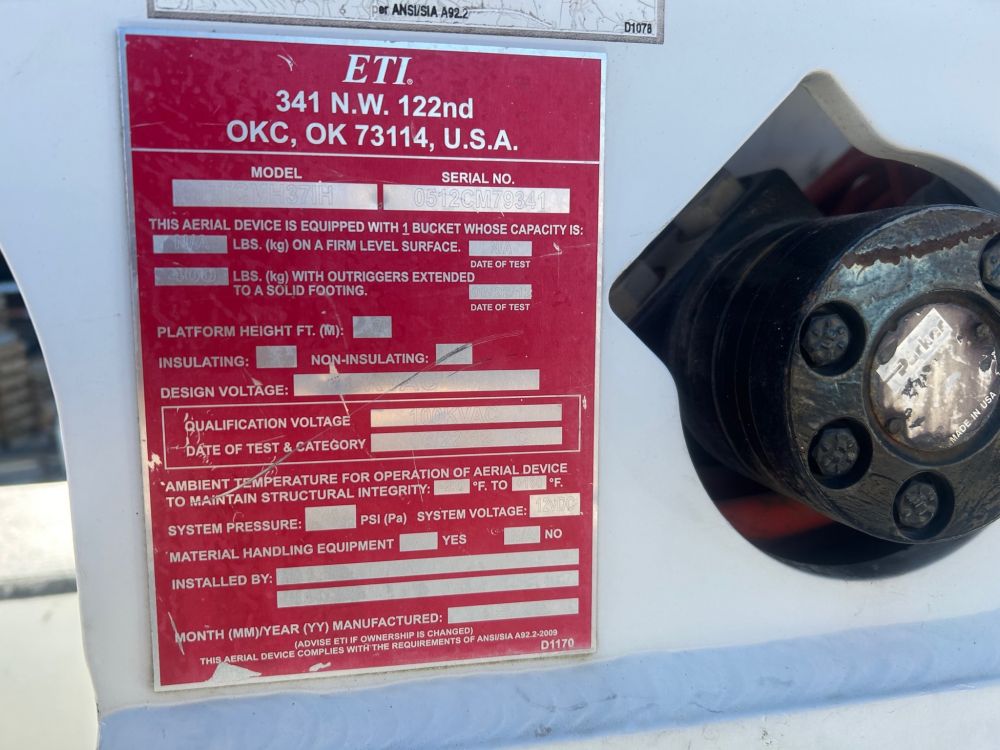 per ANSI/SIA A92.2
D1078
ETI®
341 N.W. 122nd
OKC, OK 73114, U.S.A.
MODEL SERIAL NO.
0512CM79341
THIS AERIAL DEVICE IS EQUIPPED WITH 1 BUCKET WHOSE CAPACITY IS:
N/A LBS. (kg) ON A FIRM LEVEL SURFACE. N/A
DATE OF TEST
LBS. (kg) WITH OUTRIGGERS EXTENDED
TO A SOLID FOOTING.
DATE OF TEST
PLATFORM HEIGHT FT. (M):
INSULATING: NON-INSULATING:
DESIGN VOLTAGE:
QUALIFICATION VOLTAGE 100KVAC
DATE OF TEST & CATEGORY
AMBIENT TEMPERATURE FOR OPERATION OF AERIAL DEVICE
TO MAINTAIN STRUCTURAL INTEGRITY: °F. TO °F.
SYSTEM PRESSURE: PSI (Pa) SYSTEM VOLTAGE: 12VDC
MATERIAL HANDLING EQUIPMENT YES NO
INSTALLED BY:
MONTH (MM)/YEAR (YY) MANUFACTURED:
(ADVISE ETI IF OWNERSHIP IS CHANGED)
THIS AERIAL DEVICE COMPLIES WITH THE REQUIREMENTS OF ANSI/SIA A92.2-2009
D1170
Parker
MADE IN USA